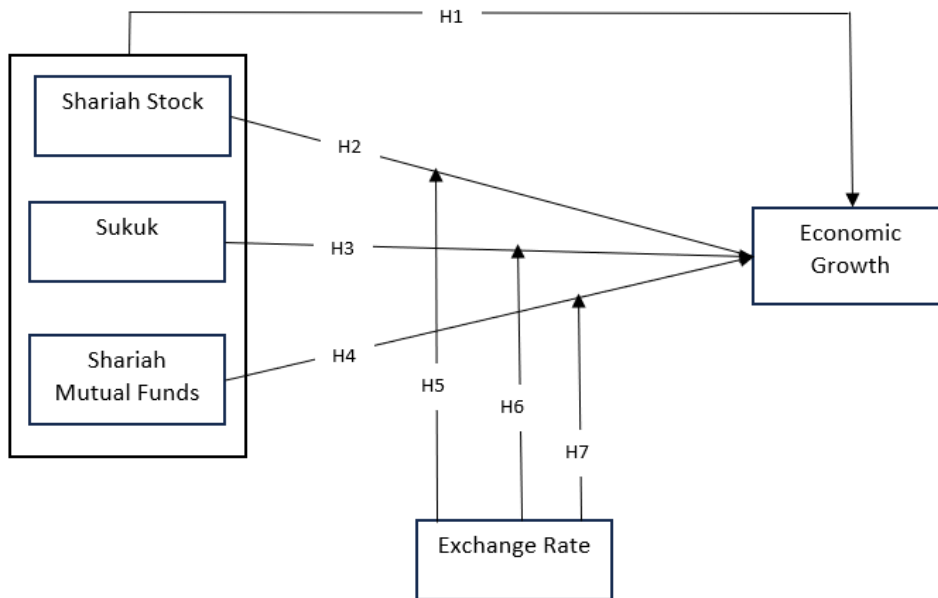 H1
Shariah Stock
H2
Sukuk
H3
Economic
Growth
Shariah
Mutual Funds
H4
H5
H6
H7
Exchange Rate